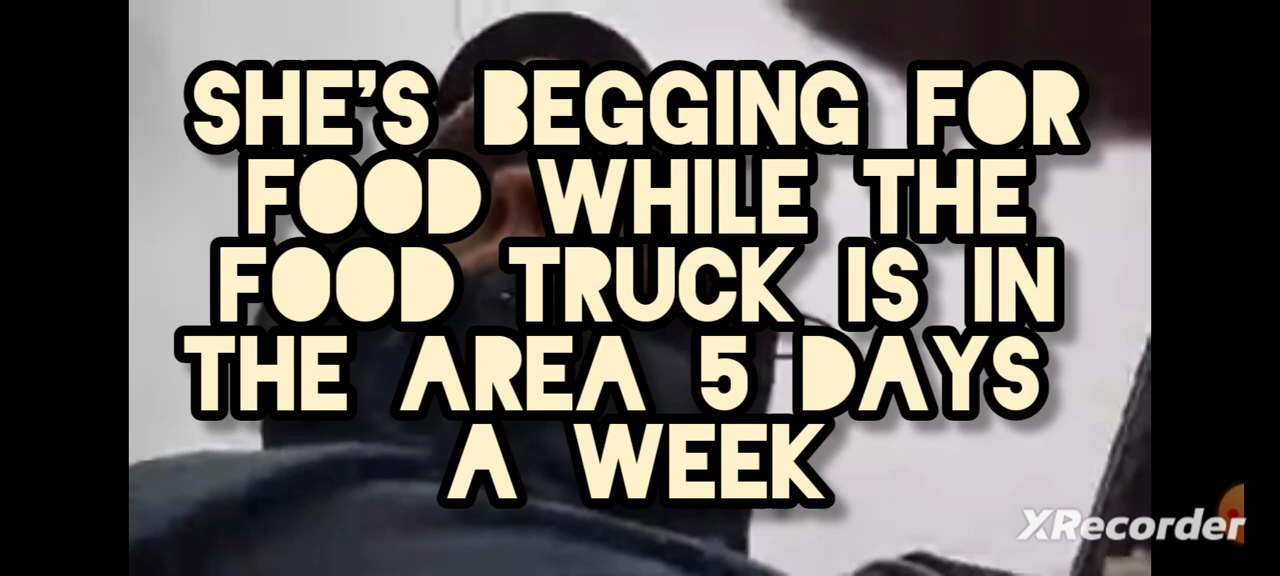 SHE'S BEGGING FOR
FOOD WHILE THE
FOOD TRUCK IS IN
THE AREA 5 DAYS
A WEEK
XRecorder